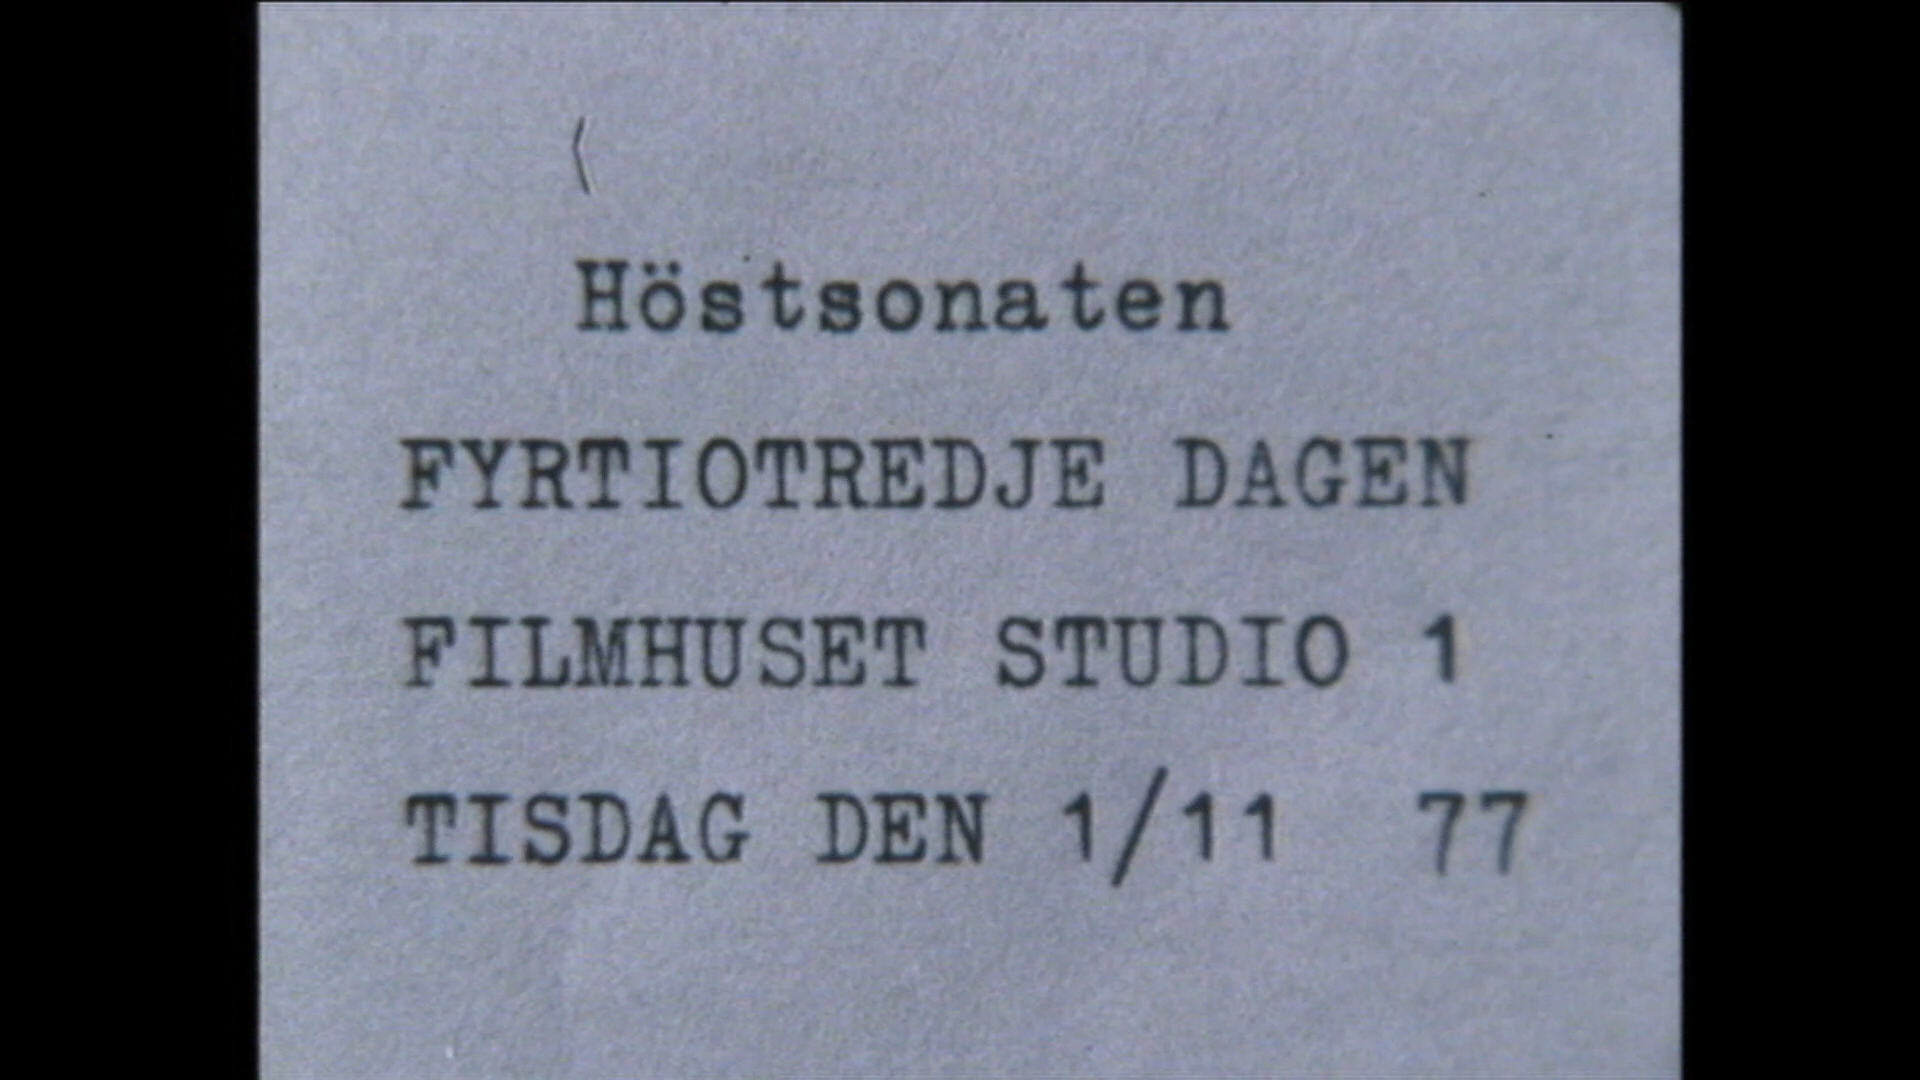 Höstsonaten
FYRTIOTREDJE DAGEN
FILMHUSET STUDIO 1
TISDAG DEN 1/11 77